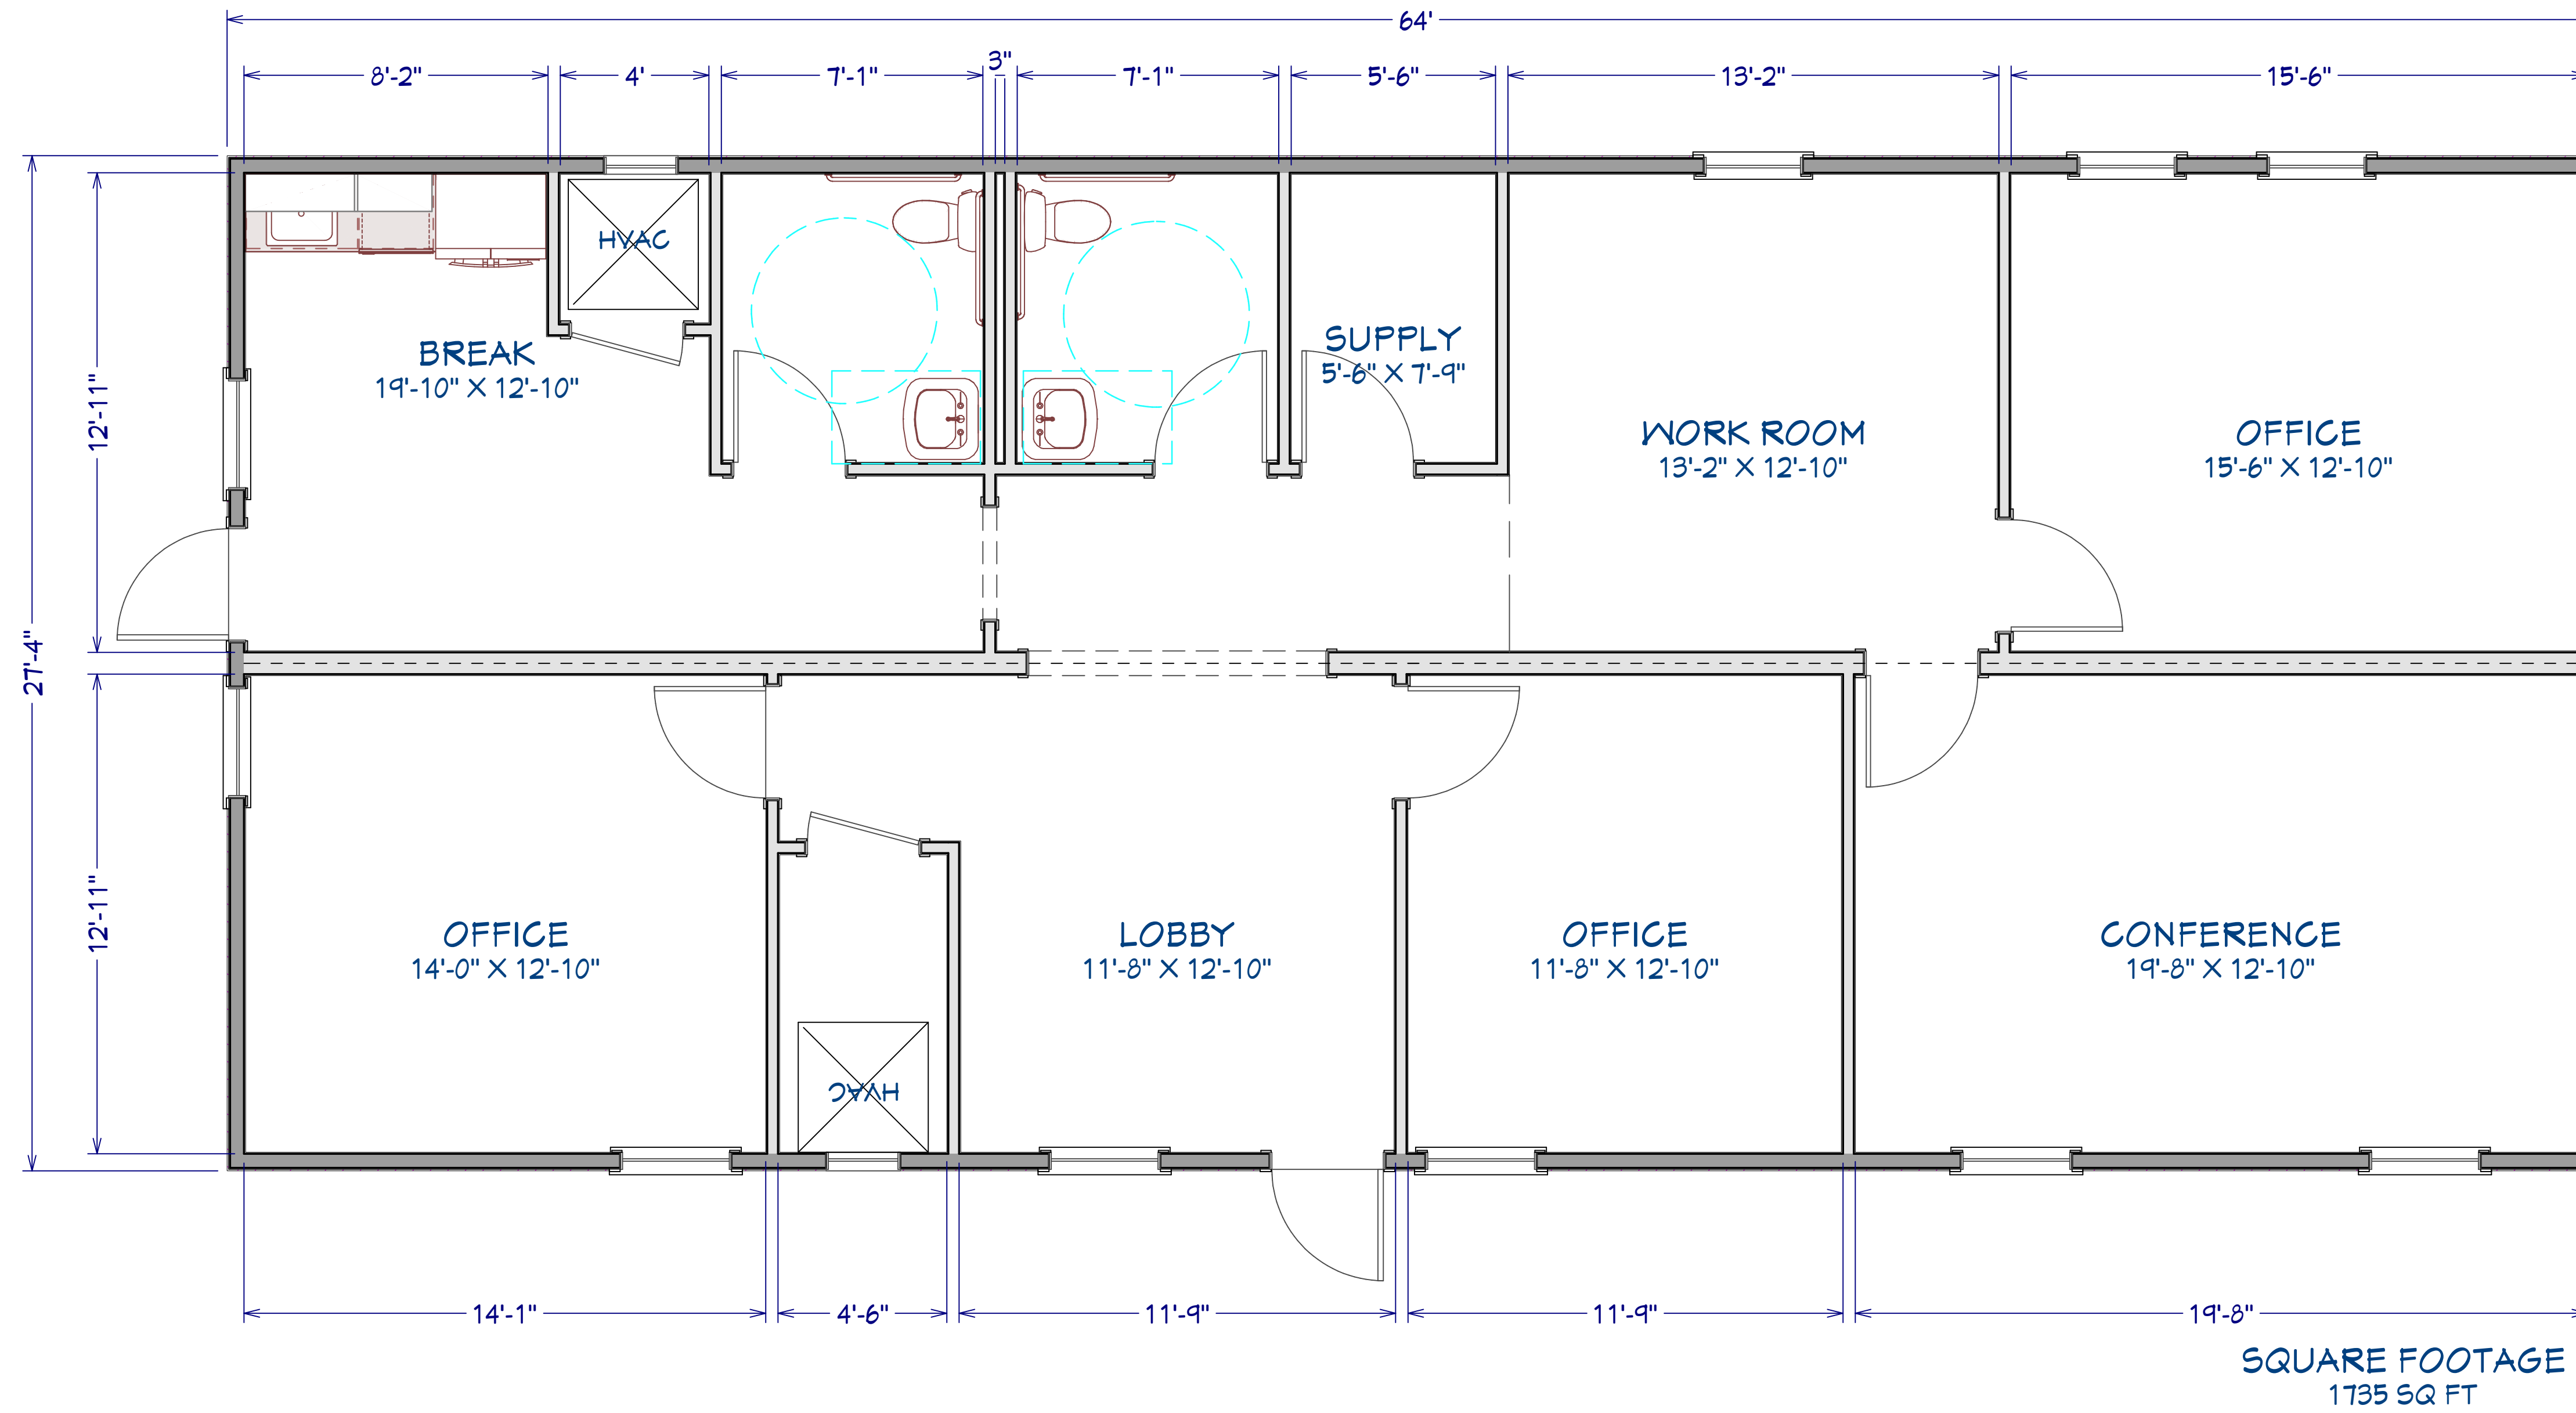 64'
3"
8'-2"
4'
7'-1"
7'-1"
5'-6"
13'-2"
15'-6"
HVAC
BREAK
19'-10" X 12'-10"
SUPPLY
5'-6" X 7'-9"
WORK ROOM
13'-2" X 12'-10"
OFFICE
15'-6" X 12'-10"
12'-11"
27'-4"
12'-11"
OFFICE
14'-0" X 12'-10"
LOBBY
11'-8" X 12'-10"
OFFICE
11'-8" X 12'-10"
CONFERENCE
19'-8" X 12'-10"
HVAC
14'-1"
4'-6"
11'-9"
11'-9"
19'-8"
SQUARE FOOTAGE
1735 SQ FT